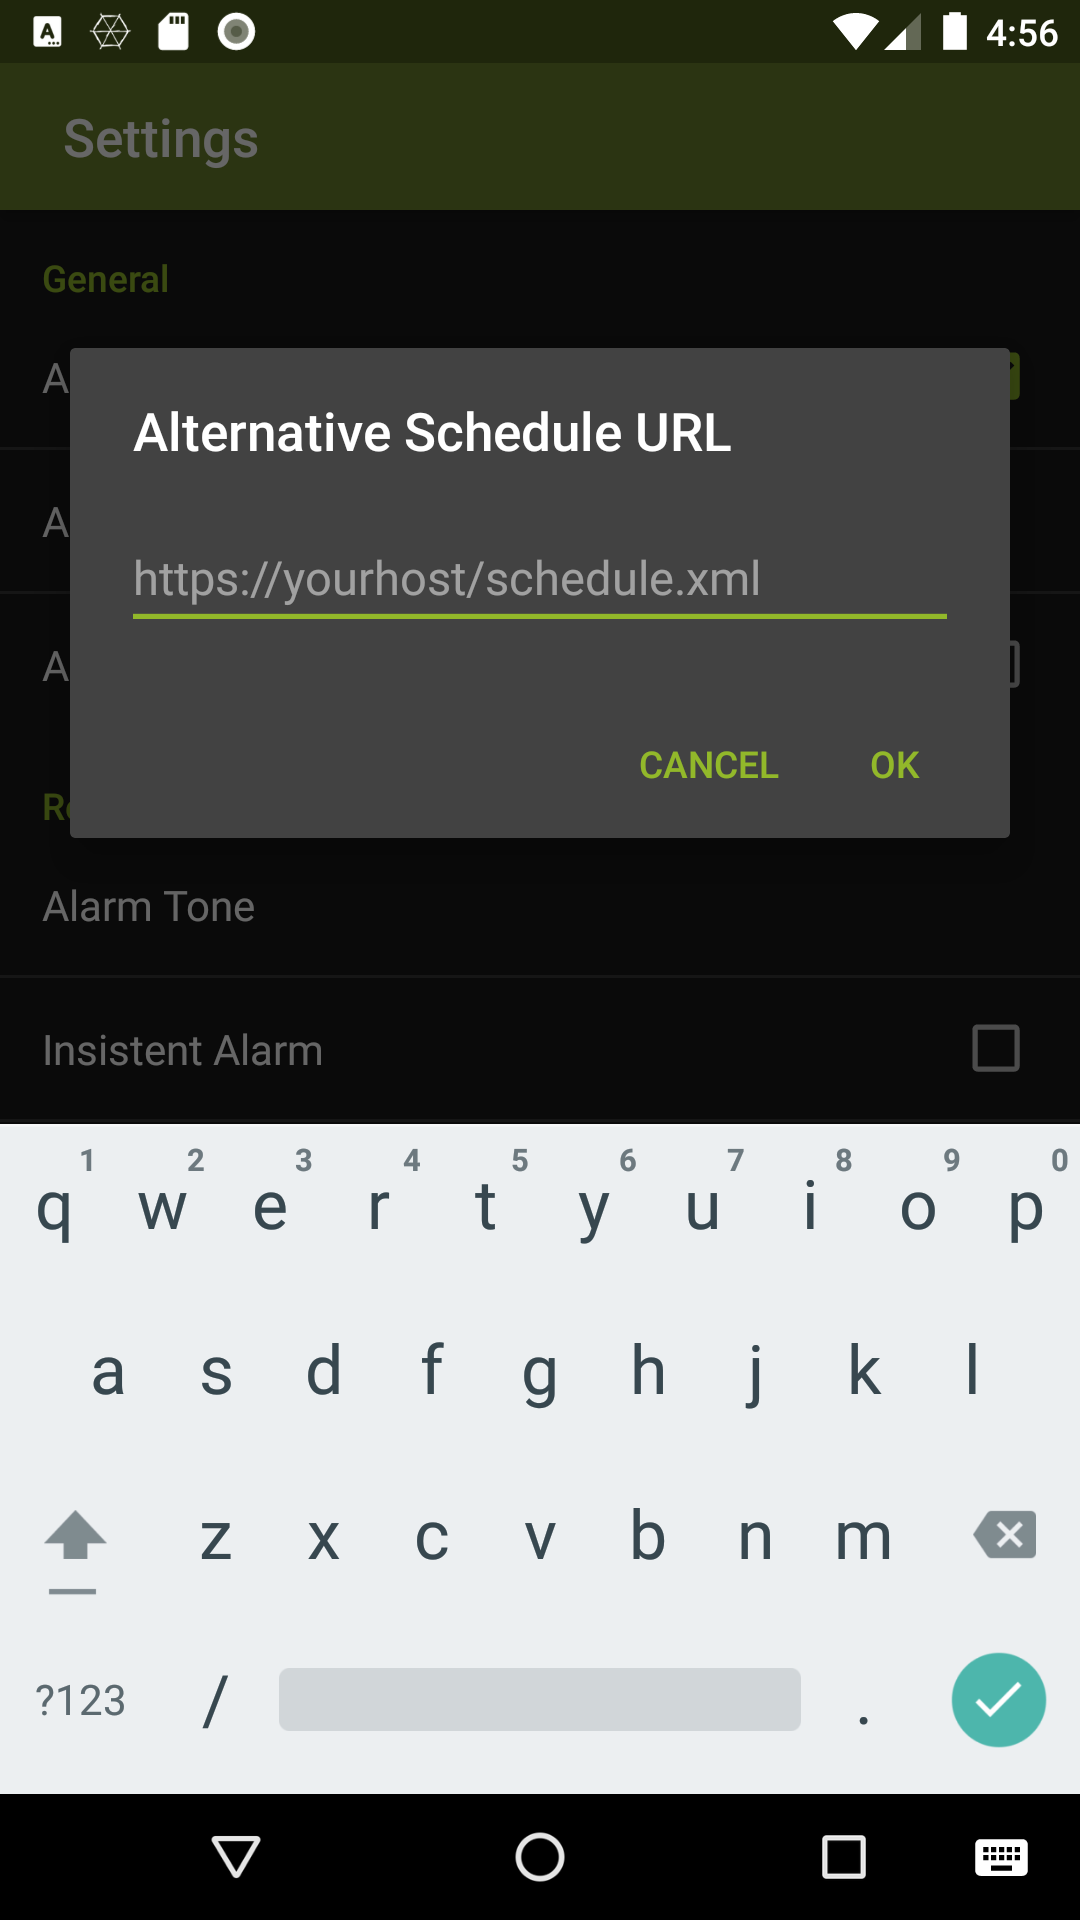 4:56
Settings
General
A
Alternative Schedule URL
A
https://yourhost/schedule.xml
A
CANCEL OK
Re
Alarm Tone
Insistent Alarm
1 2 3 4 5 6 7 8 9 0
q w e r t y u i o p
a s d f g h j k l
z x c v b n m
?123 / .